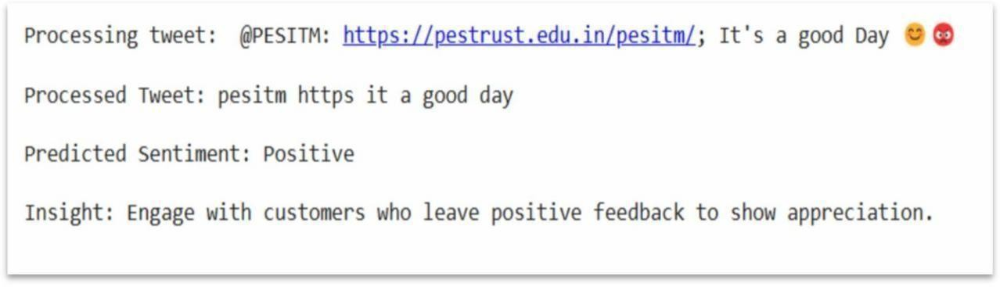 Processing tweet: @PESITM: https://pestrust.edu.in/pesitm/; It's a good Day 😊😡
Processed Tweet: pesitm https it a good day
Predicted Sentiment: Positive
Insight: Engage with customers who leave positive feedback to show appreciation.